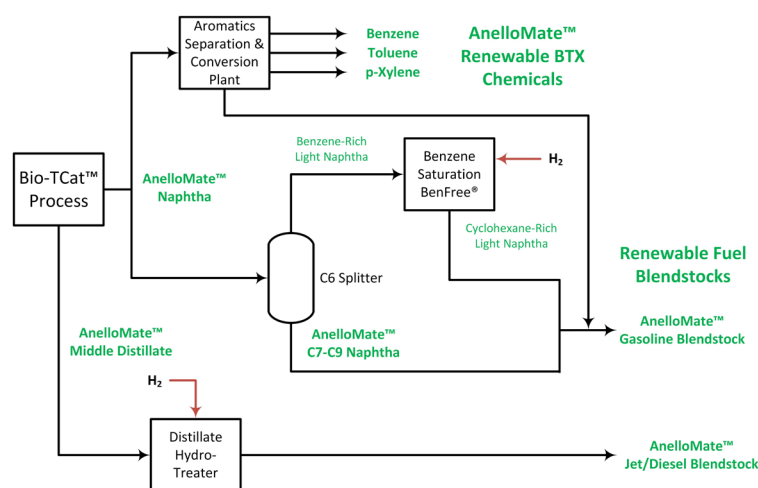 Aromatics
Separation &
Conversion
Plant
Benzene
Toluene
p-Xylene
AnelloMate™
Renewable BTX
Chemicals
Benzene-Rich
Light Naphtha
Benzene
Saturation
BenFree®
H₂
Bio-TCat™
Process
AnelloMate™
Naphtha
Cyclohexane-Rich
Light Naphtha
C6 Splitter
Renewable Fuel
Blendstocks
AnelloMate™
Middle Distillate
AnelloMate™
C7-C9 Naphtha
AnelloMate™
Gasoline Blendstock
H₂
Distillate
Hydro-
Treater
AnelloMate™
Jet/Diesel Blendstock